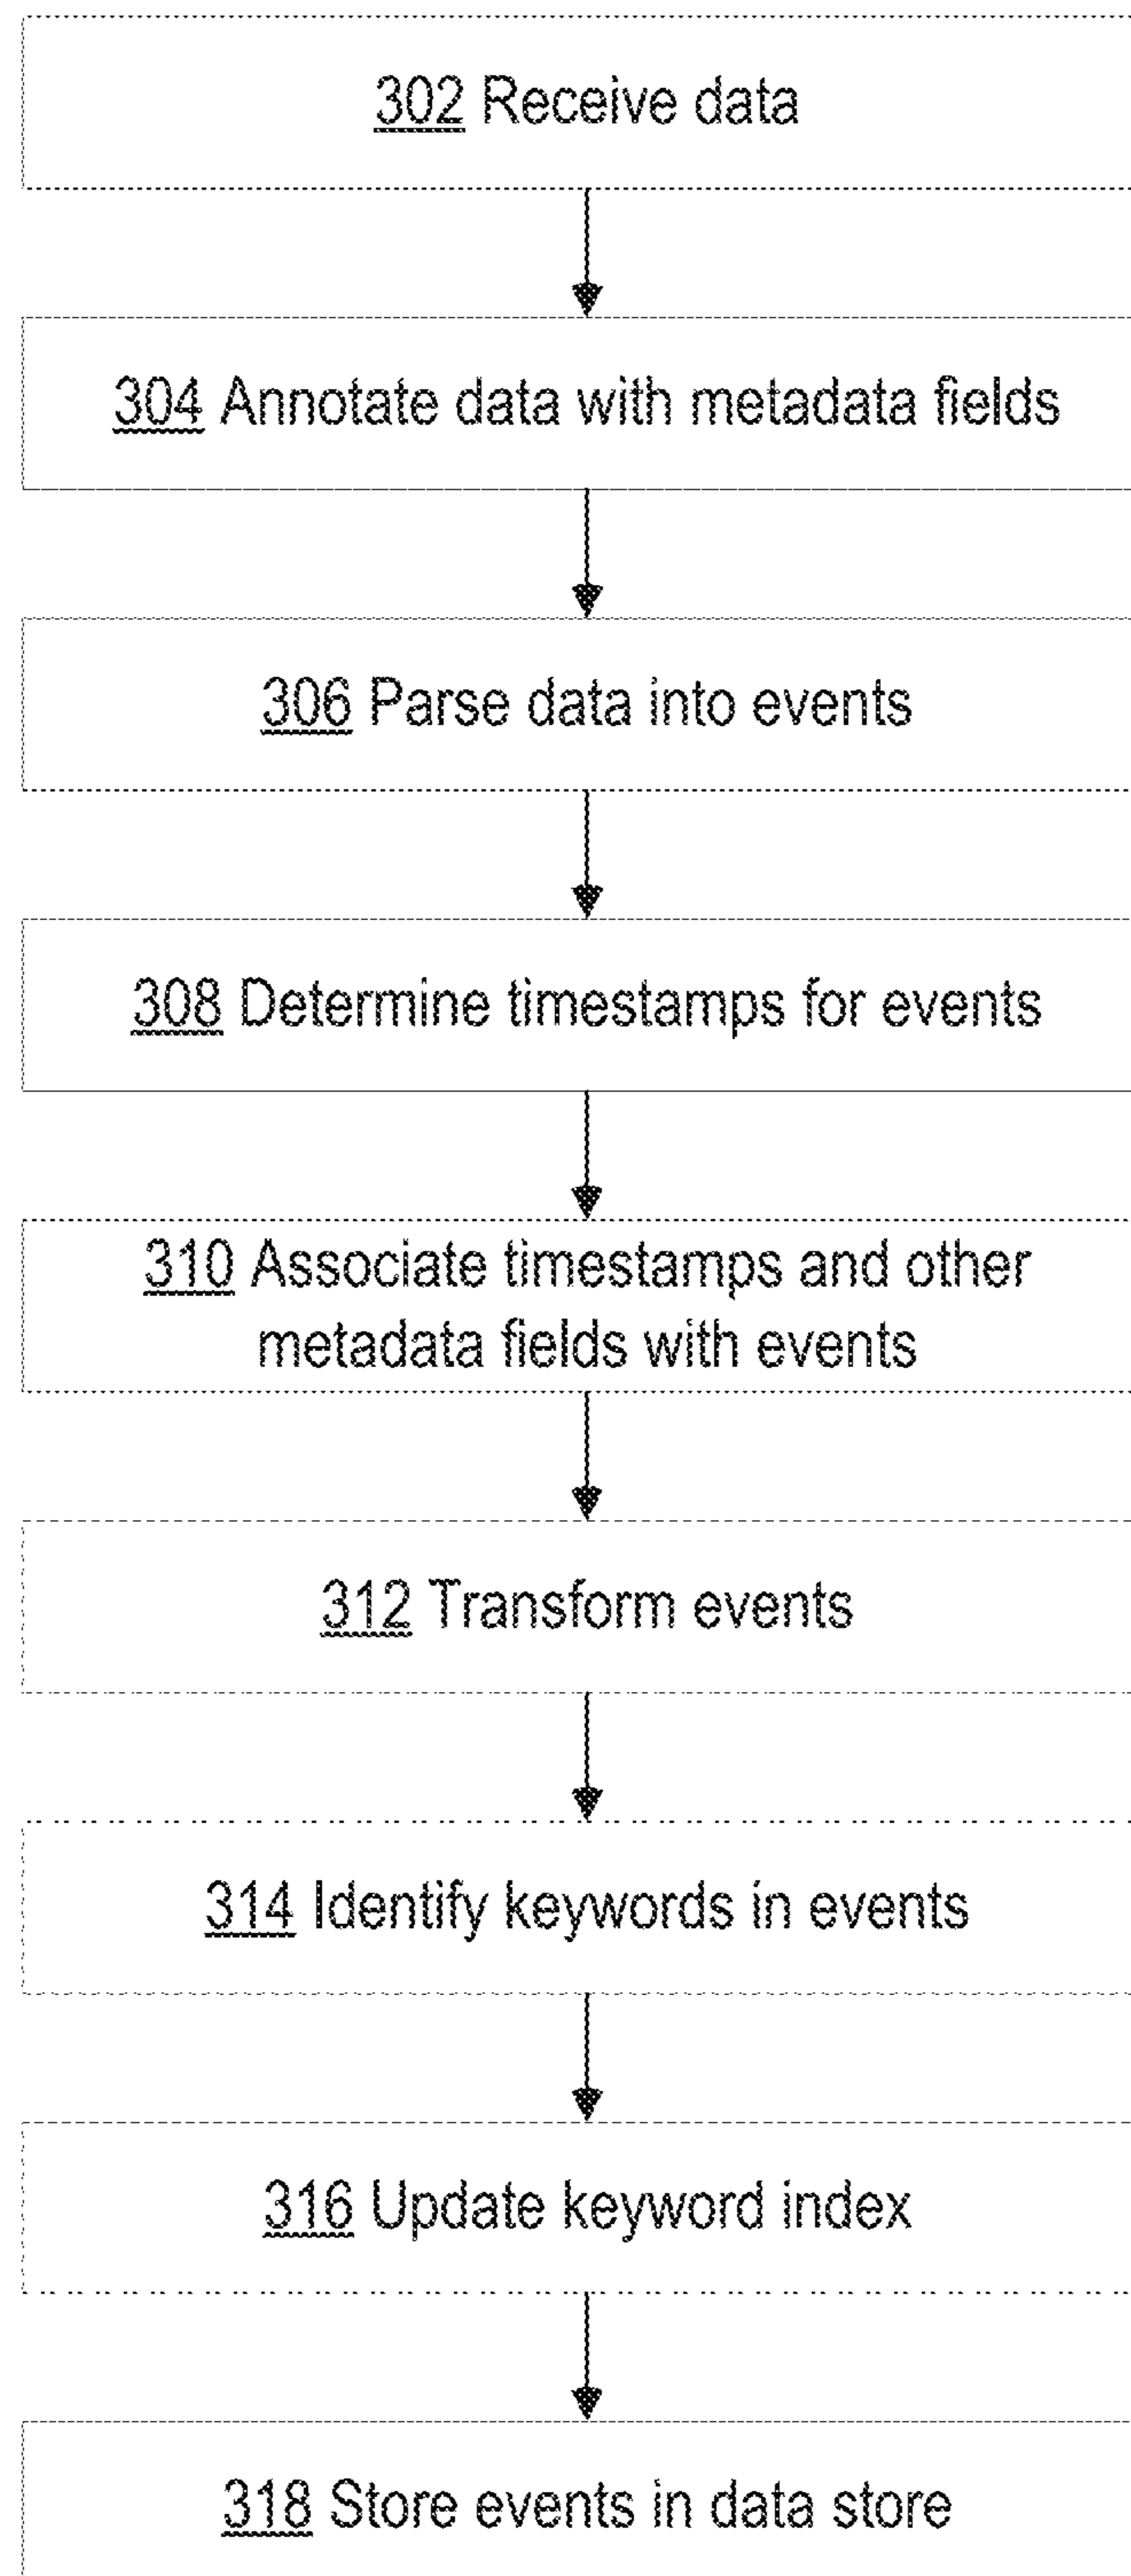 302 Receive data
304 Annotate data with metadata fields
306 Parse data into events
308 Determine timestamps for events
310 Associate timestamps and other
metadata fields with events
312 Transform events
314 Identify keywords in events
316 Update keyword index
318 Store events in data store